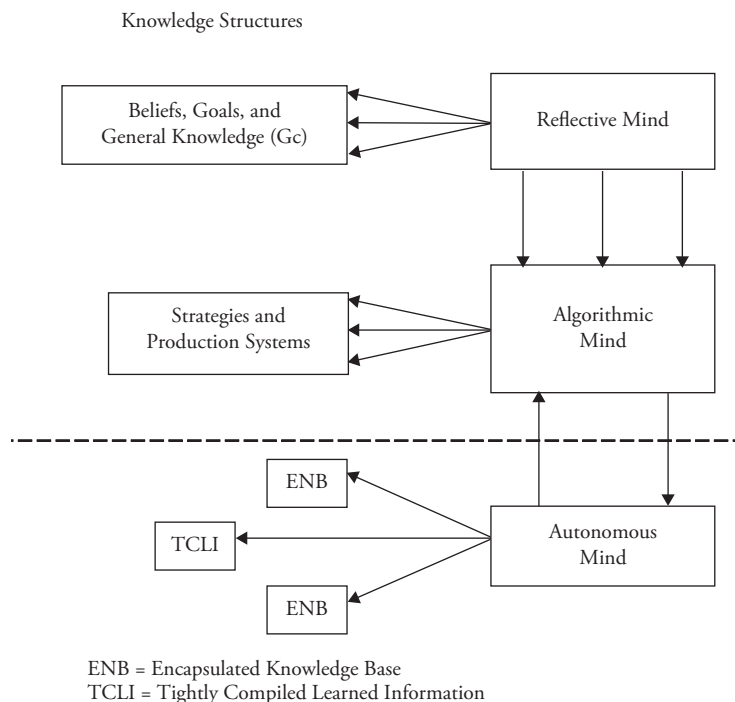 Knowledge Structures
Beliefs, Goals, and
General Knowledge (Gc)
Reflective Mind
Strategies and
Production Systems
Algorithmic
Mind
ENB
TCLI
ENB
Autonomous
Mind
ENB = Encapsulated Knowledge Base
TCLI = Tightly Compiled Learned Information